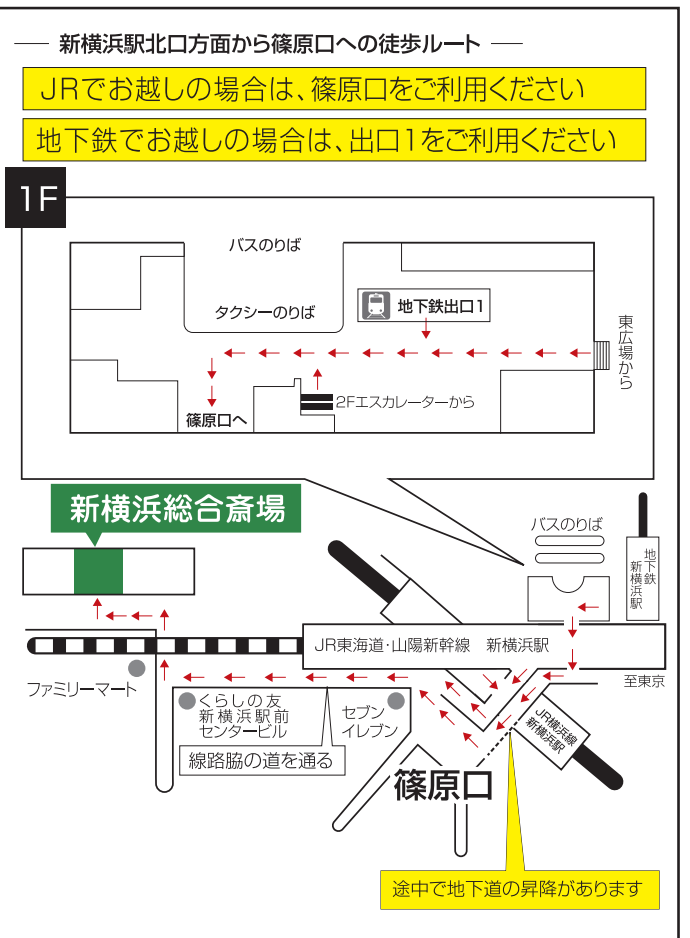 新横浜駅北口方面から篠原口への徒歩ルート
JRでお越しの場合は、篠原口をご利用ください
地下鉄でお越しの場合は、出口1をご利用ください
1F
バスのりば
タクシーのりば
地下鉄出口1
東広場から
2Fエスカレーターから
篠原口へ
新横浜総合斎場
バスのりば
地下鉄
新横浜駅
JR東海道・山陽新幹線 新横浜駅
至東京
ファミリーマート
くらしの友
新横浜駅前
センタービル
セブン
イレブン
JR横浜線
新横浜駅
線路脇の道を通る
篠原口
途中で地下道の昇降があります